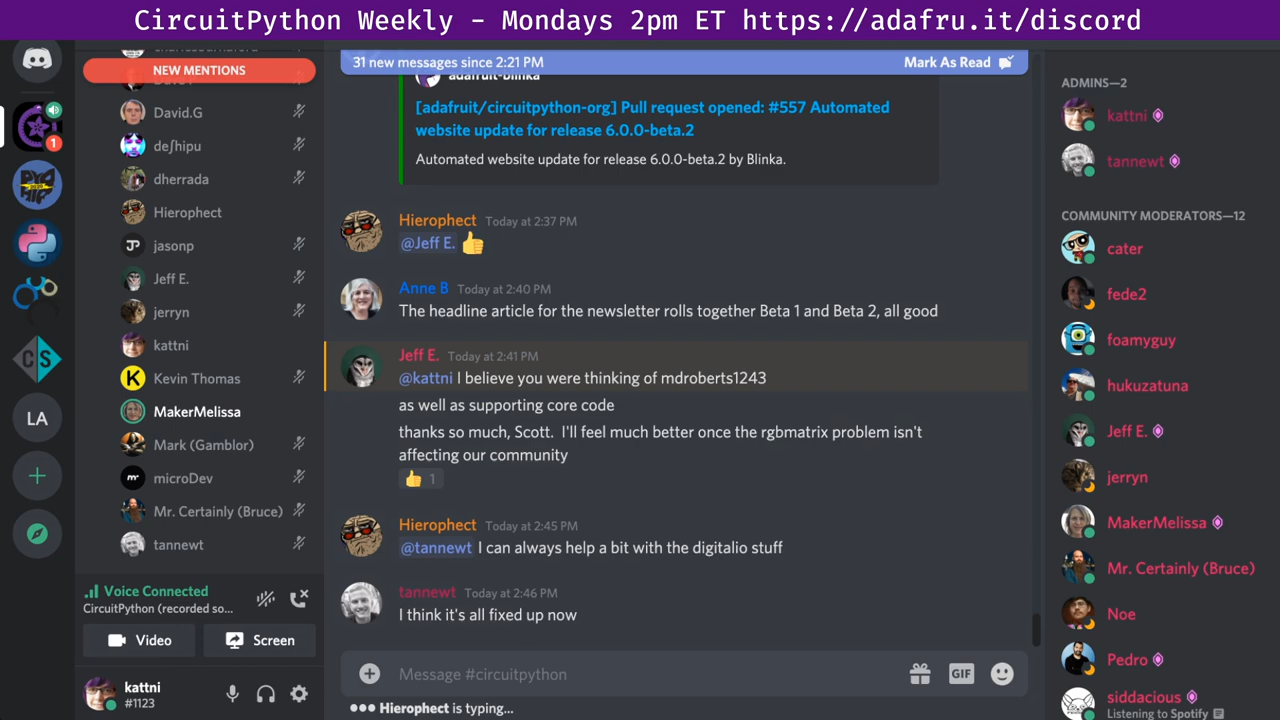 CircuitPython Weekly - Mondays 2pm ET https://adafru.it/discord
NEW MENTIONS
David.G
deʃhipu
dherrada
Hierophect
jasonp
Jeff E.
jerryn
kattni
Kevin Thomas
MakerMelissa
Mark (Gamblor)
microDev
Mr. Certainly (Bruce)
tannewt
1
LA
JP
K
C S
Voice Connected
CircuitPython (recorded so...
Video
Screen
kattni
#1123
31 new messages since 2:21 PM
Mark As Read
adafruit-blinka
[adafruit/circuitpython-org] Pull request opened: #557 Automated
website update for release 6.0.0-beta.2
Automated website update for release 6.0.0-beta.2 by Blinka.
Hierophect Today at 2:37 PM
@Jeff E. 👍
Anne B Today at 2:40 PM
The headline article for the newsletter rolls together Beta 1 and Beta 2, all good
Jeff E. Today at 2:41 PM
@kattni I believe you were thinking of mdroberts1243
as well as supporting core code
thanks so much, Scott. I'll feel much better once the rgbmatrix problem isn't
affecting our community
👍 1
Hierophect Today at 2:45 PM
@tannewt I can always help a bit with the digitalio stuff
tannewt Today at 2:46 PM
I think it's all fixed up now
Message #circuitpython
GIF
Hierophect is typing...
ADMINS—2
kattni
tannewt
COMMUNITY MODERATORS—12
cater
fede2
foamyguy
hukuzatuna
Jeff E.
jerryn
MakerMelissa
Mr. Certainly (Bruce)
Noe
Pedro
siddacious
Listening to Spotify